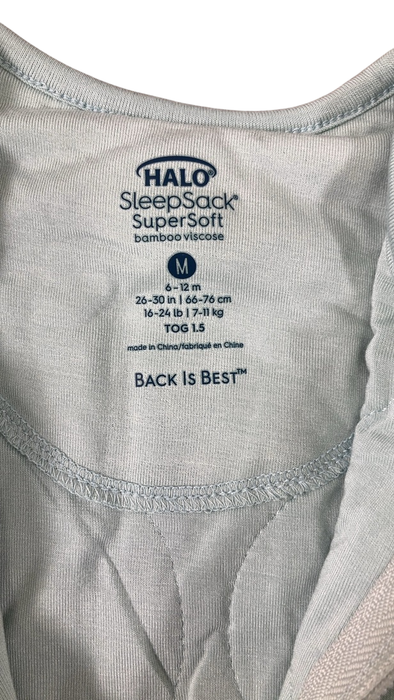 HALO®
SleepSack®
SuperSoft
bamboo viscose
M
6-12 m
26-30 in | 66-76 cm
16-24 lb | 7-11 kg
TOG 1.5
made in China/fabriqué en Chine
BACK IS BEST™